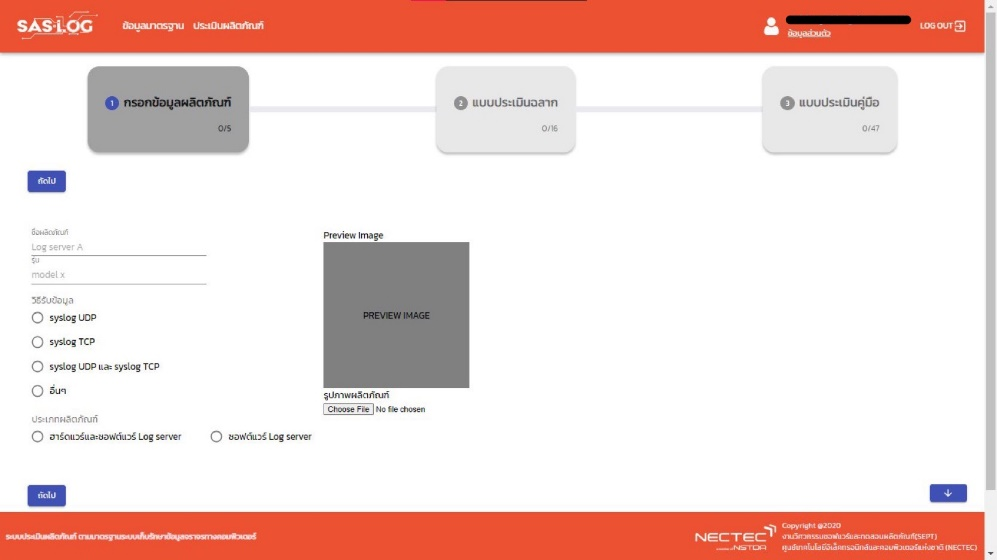 SAS-LOG ข้อมูลมาตรฐาน ประเมินผลิตภัณฑ์
ข้อมูลส่วนตัว
LOG OUT
1 กรอกข้อมูลผลิตภัณฑ์
0/5
2 แบบประเมินฉลาก
0/16
3 แบบประเมินคู่มือ
0/47
ถัดไป
ชื่อผลิตภัณฑ์
Log server A
รุ่น
model x
วิธีรับข้อมูล
syslog UDP
syslog TCP
syslog UDP และ syslog TCP
อื่นๆ
ประเภทผลิตภัณฑ์
ฮาร์ดแวร์และซอฟต์แวร์ Log server
ซอฟต์แวร์ Log server
Preview Image
PREVIEW IMAGE
รูปภาพผลิตภัณฑ์
Choose File No file chosen
ถัดไป
ระบบประเมินผลิตภัณฑ์ ตามมาตรฐานระบบเก็บรักษาข้อมูลจราจรทางคอมพิวเตอร์
NECTEC
NSTDA
Copyright @2020
งานวิศวกรรมซอฟต์แวร์และทดสอบผลิตภัณฑ์(SEPT)
ศูนย์เทคโนโลยีอิเล็กทรอนิกส์และคอมพิวเตอร์แห่งชาติ (NECTEC)